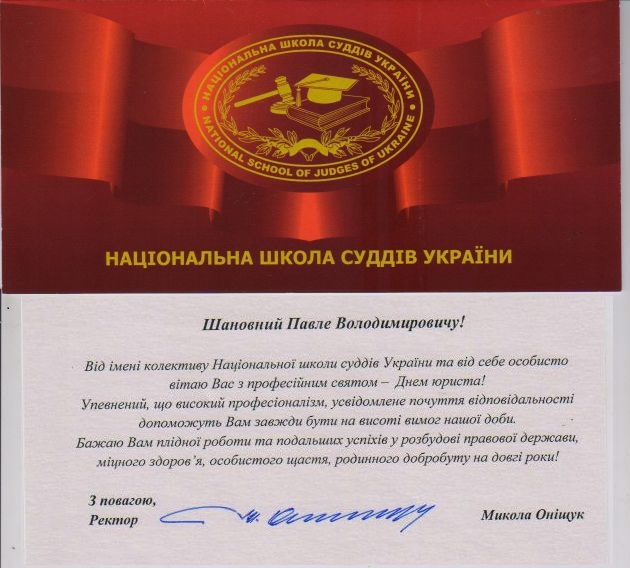 НАЦІОНАЛЬНА ШКОЛА СУДДІВ УКРАЇНИ
NATIONAL SCHOOL OF JUDGES OF UKRAINE
НАЦІОНАЛЬНА ШКОЛА СУДДІВ УКРАЇНИ
Шановний Павле Володимировичу!
Від імені колективу Національної школи суддів України та від себе особисто
вітаю Вас з професійним святом – Днем юриста!
Упевнений, що високий професіоналізм, усвідомлене почуття відповідальності
допоможуть Вам завжди бути на висоті вимог нашої доби.
Бажаю Вам плідної роботи та подальших успіхів у розбудові правової держави,
міцного здоров’я, особистого щастя, родинного добробуту на довгі роки!
З повагою,
Ректор Микола Оніщук